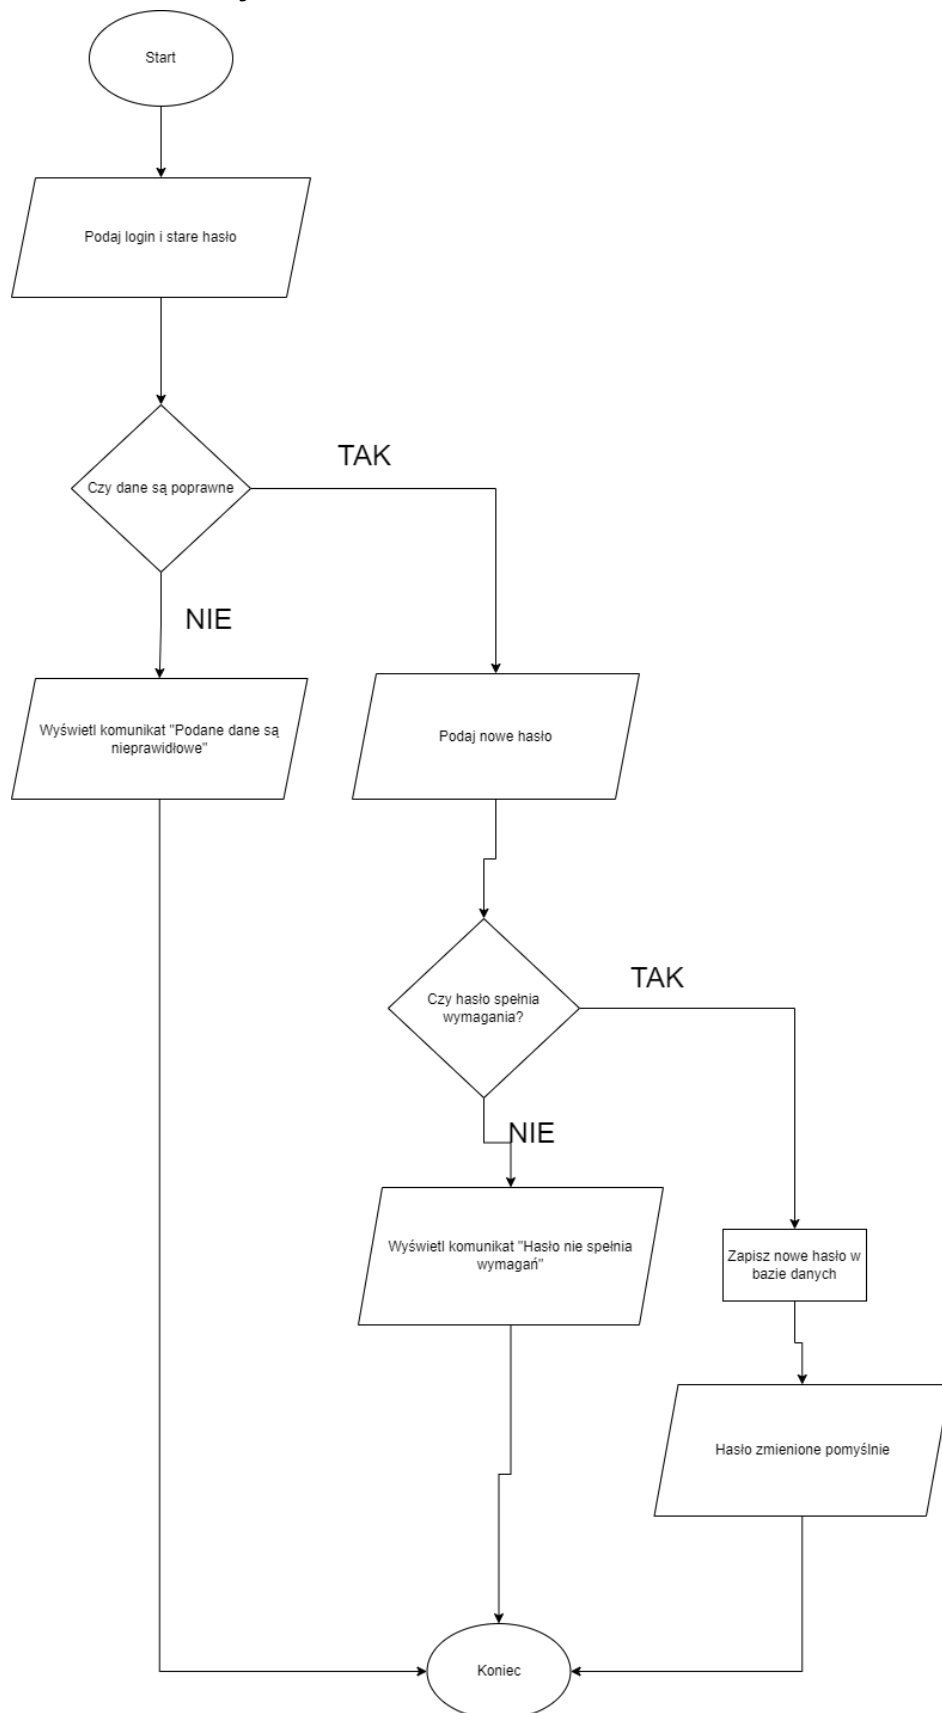 Start
Podaj login i stare hasło
TAK
Czy dane są poprawne
NIE
Wyświetl komunikat "Podane dane są
nieprawidłowe"
Podaj nowe hasło
TAK
Czy hasło spełnia
wymagania?
NIE
Wyświetl komunikat "Hasło nie spełnia
wymagań"
Zapisz nowe hasło w
bazie danych
Hasło zmienione pomyślnie
Koniec